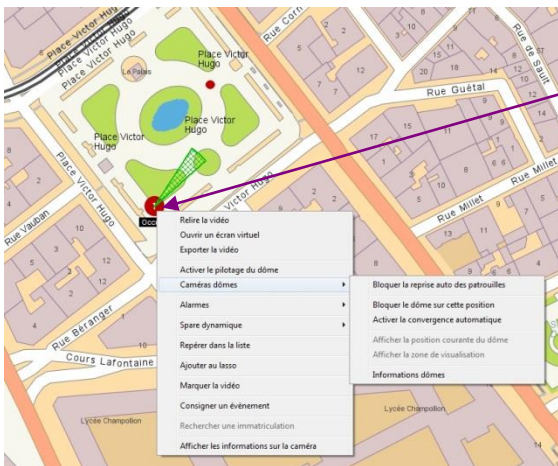 Place Victor Hugo
Place Victor Hugo
Place Victor Hugo
Rue Corn
Rue de Sault
Le Palais
Place Victor
Hugo
Place Victor
Hugo
Place Victor
Hugo
Rue Guétal
Place Victor Hugo
Victor Hugo
Rue Vauban
Rue Millet
Rue Millet
Occu
Relire la vidéo
Ouvrir un écran virtuel
Exporter la vidéo
Activer le pilotage du dôme
Caméras dômes
Alarmes
Spare dynamique
Repérer dans la liste
Ajouter au lasso
Marquer la vidéo
Consigner un évènement
Rechercher une immatriculation
Afficher les informations sur la caméra
Bloquer la reprise auto des patrouilles
Bloquer le dôme sur cette position
Activer la convergence automatique
Afficher la position courante du dôme
Afficher la zone de visualisation
Informations dômes
Rue Béranger
Cours Lafontaine
Lycée Champollion
Lycée Champollion